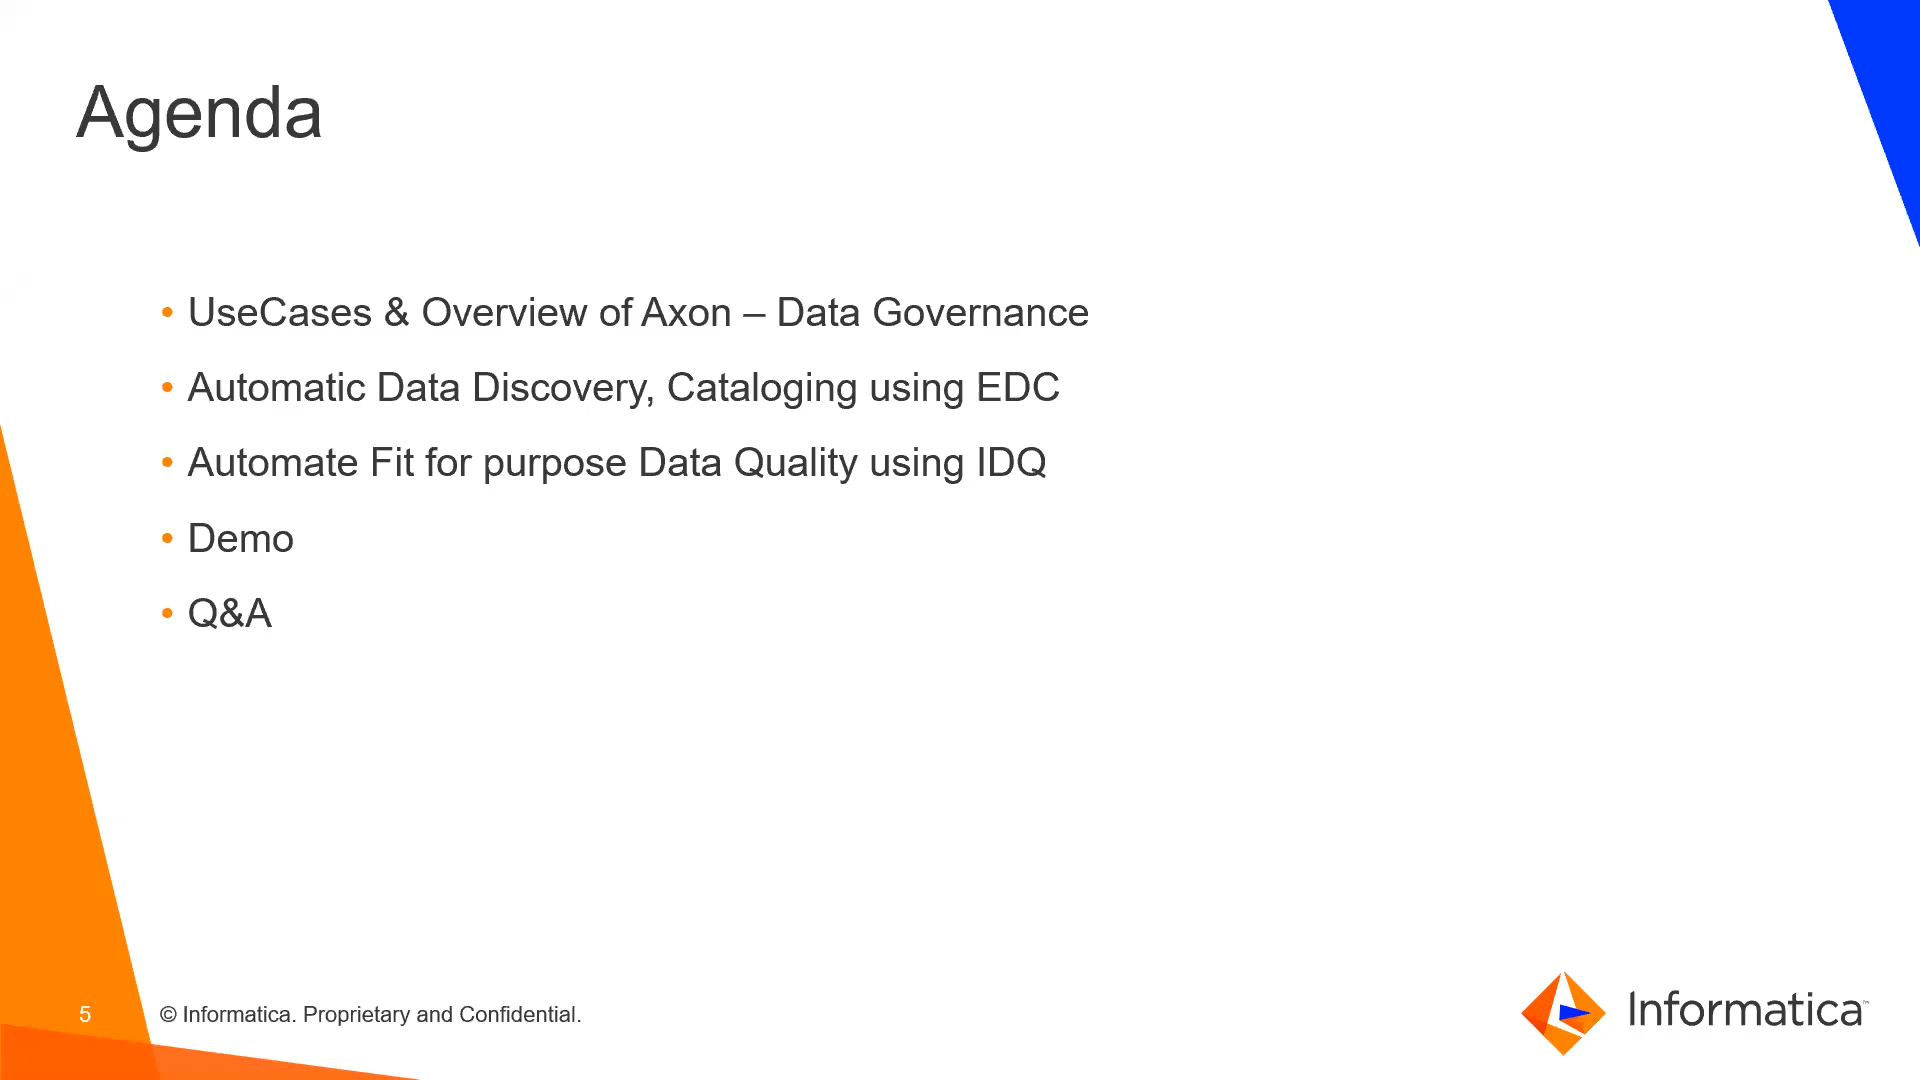 Agenda
• UseCases & Overview of Axon – Data Governance
• Automatic Data Discovery, Cataloging using EDC
• Automate Fit for purpose Data Quality using IDQ
• Demo
• Q&A
5
© Informatica. Proprietary and Confidential.
Informatica™